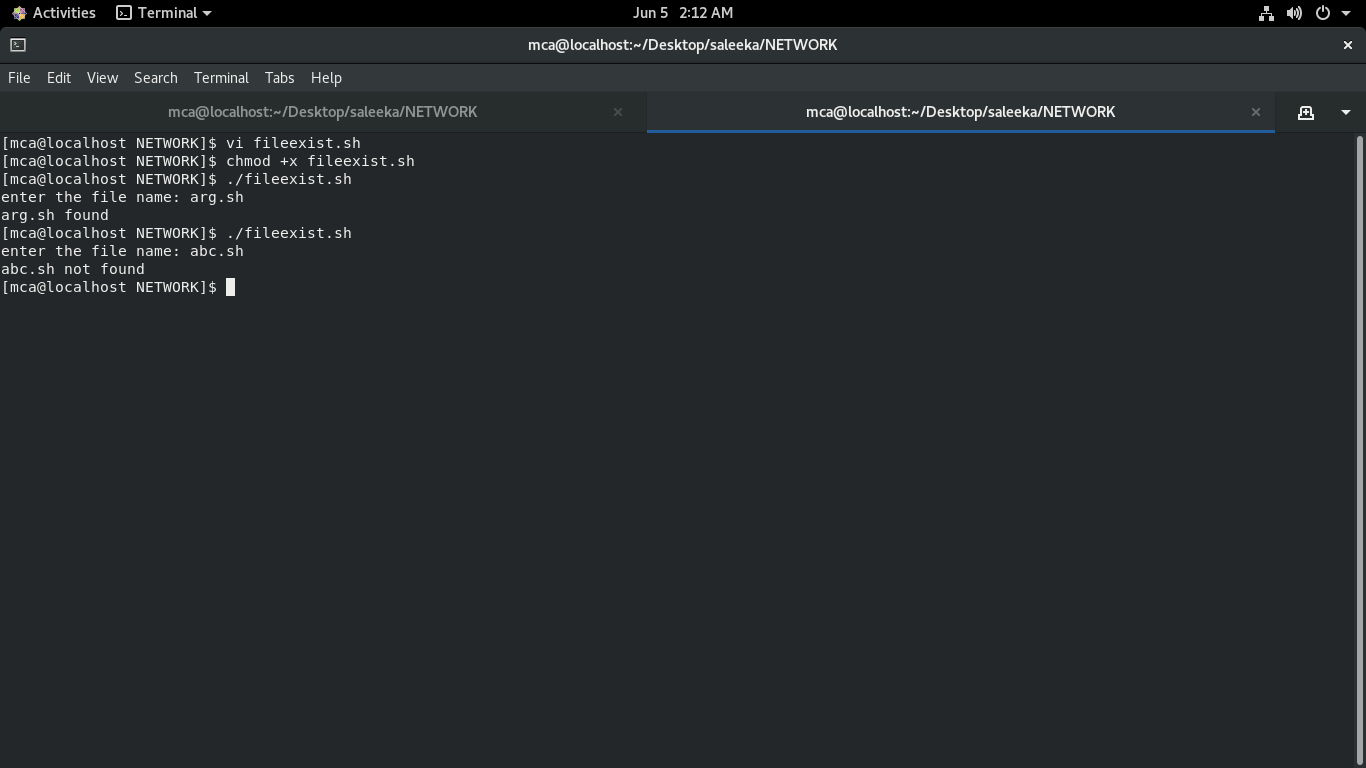 Activities Terminal Jun 5 2:12 AM
mca@localhost:~/Desktop/saleeka/NETWORK
File Edit View Search Terminal Tabs Help
mca@localhost:~/Desktop/saleeka/NETWORK mca@localhost:~/Desktop/saleeka/NETWORK
[mca@localhost NETWORK]$ vi fileexist.sh
[mca@localhost NETWORK]$ chmod +x fileexist.sh
[mca@localhost NETWORK]$ ./fileexist.sh
enter the file name: arg.sh
arg.sh found
[mca@localhost NETWORK]$ ./fileexist.sh
enter the file name: abc.sh
abc.sh not found
[mca@localhost NETWORK]$